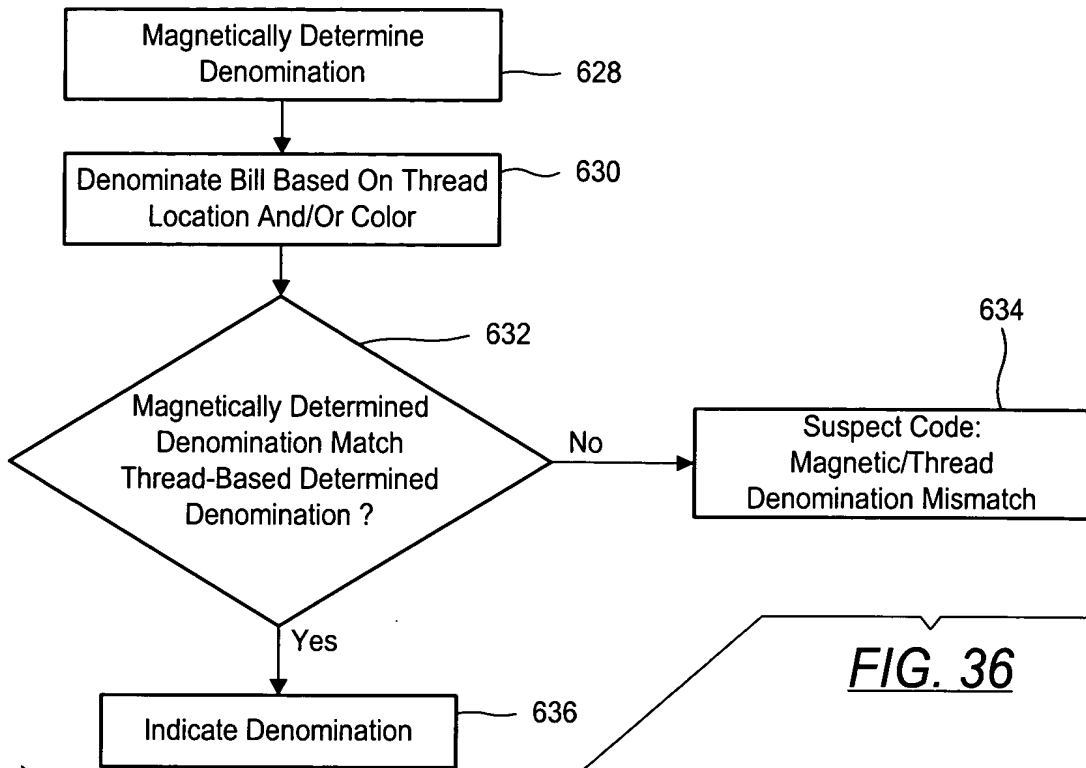 Magnetically Determine
Denomination
628
Denominate Bill Based On Thread
Location And/Or Color
630
632
Magnetically Determined
Denomination Match
Thread-Based Determined
Denomination ?
No
634
Suspect Code:
Magnetic/Thread
Denomination Mismatch
Yes
Indicate Denomination
636
FIG. 36